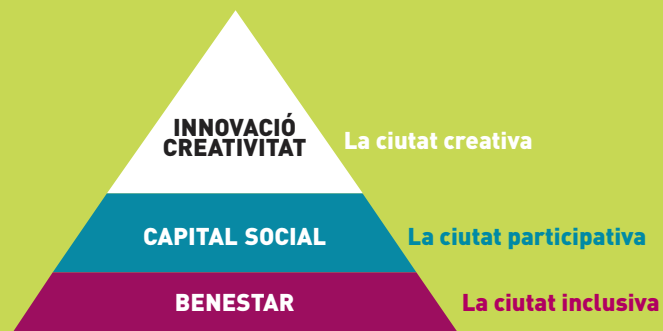 INNOVACIÓ
CREATIVITAT
La ciutat creativa
CAPITAL SOCIAL
La ciutat participativa
BENESTAR
La ciutat inclusiva